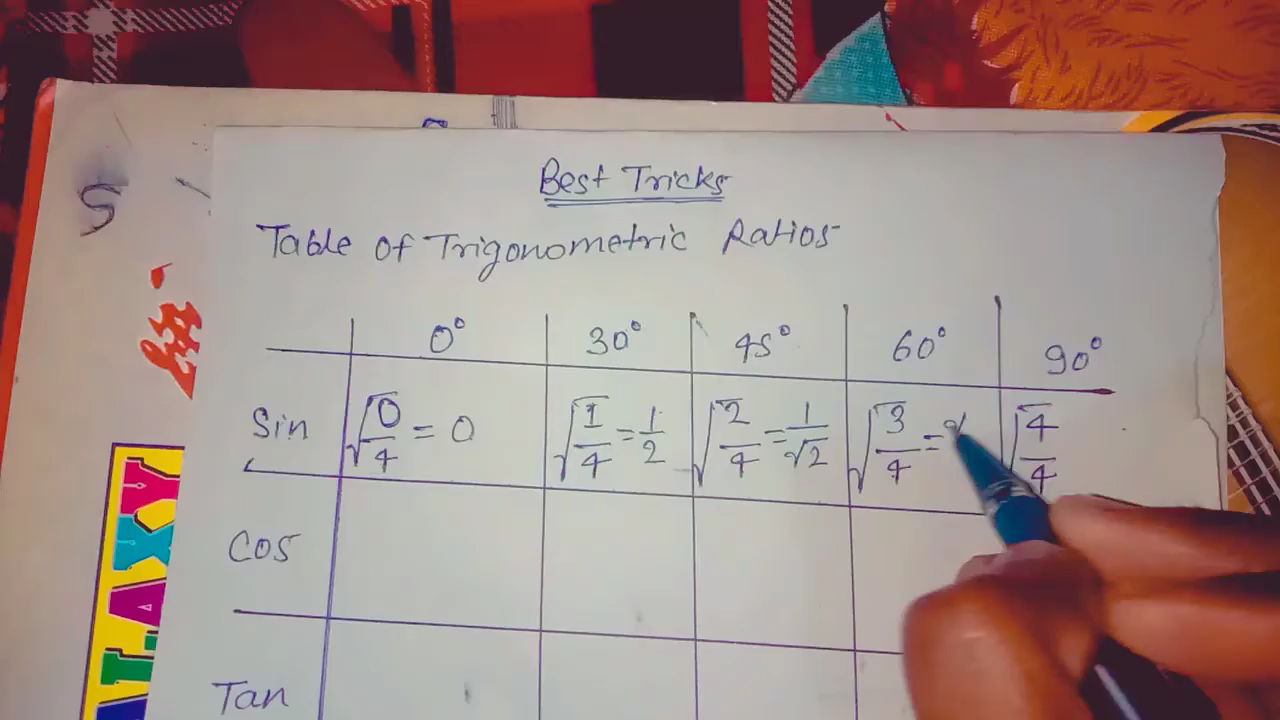 S
Best Tricks
Table of Trigonometric Ratios
0° 30° 45° 60° 90°
Sin √0/4 = 0 √1/4 = 1/2 √2/4 = 1/√2 √3/4 = √4/4
Cos
Tan
ALAXY